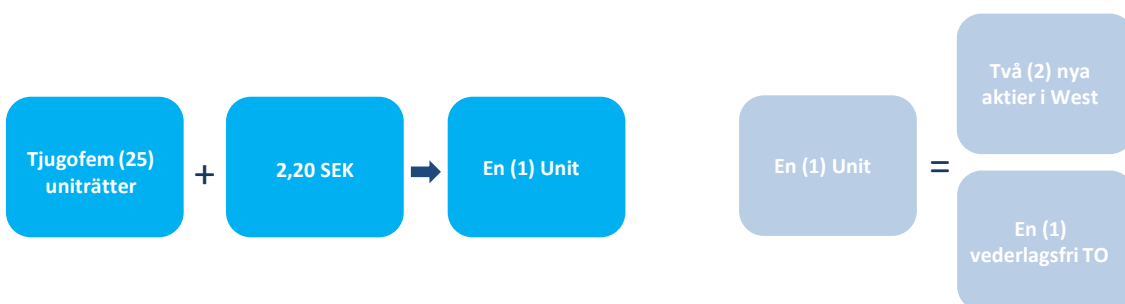 Tjugofem (25)
uniträtter
+
2,20 SEK
En (1) Unit
En (1) Unit
=
Två (2) nya
aktier i West
En (1)
vederlagsfri TO